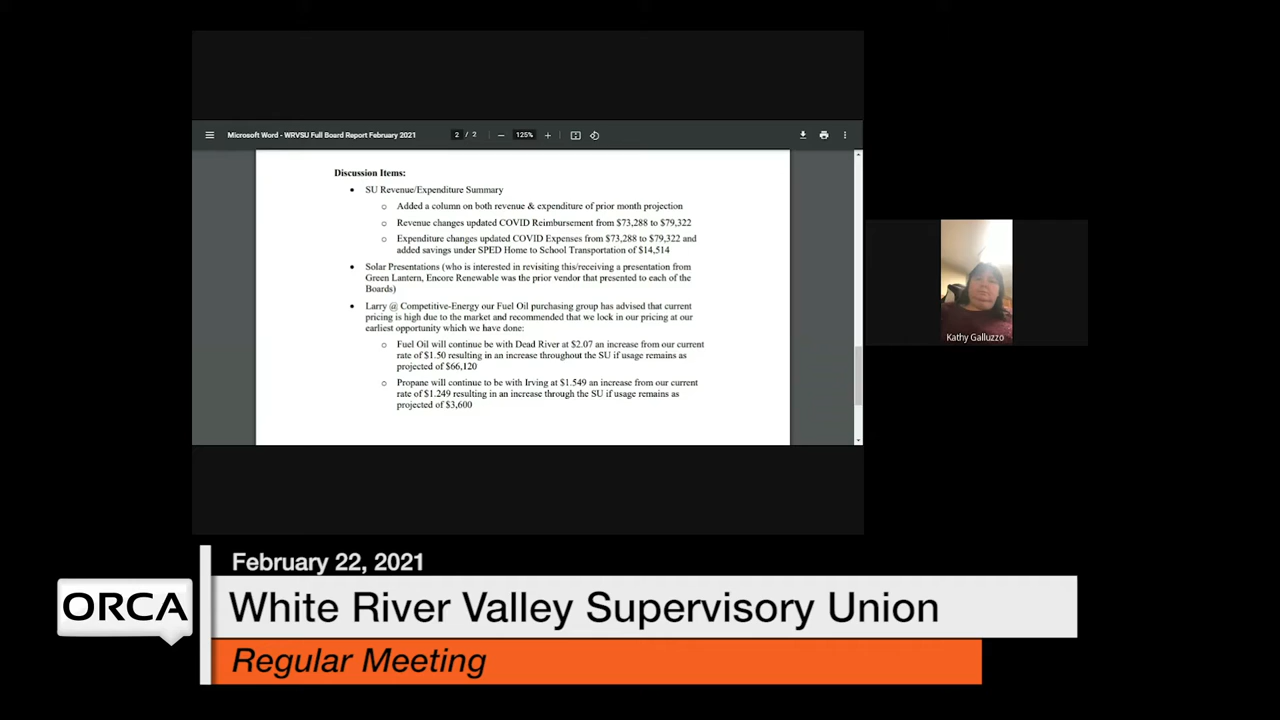 Microsoft Word - WRVSU Full Board Report February 2021
2 / 2
125%
Discussion Items:
• SU Revenue/Expenditure Summary
o Added a column on both revenue & expenditure of prior month projection
o Revenue changes updated COVID Reimbursement from $73,288 to $79,322
o Expenditure changes updated COVID Expenses from $73,288 to $79,322 and
added savings under SPED Home to School Transportation of $14,514
• Solar Presentations (who is interested in revisiting this/receiving a presentation from
Green Lantern, Encore Renewable was the prior vendor that presented to each of the
Boards)
• Larry @ Competitive-Energy our Fuel Oil purchasing group has advised that current
pricing is high due to the market and recommended that we lock in our pricing at our
earliest opportunity which we have done:
o Fuel Oil will continue with Dead River at $2.07 an increase from our current
rate of $1.50 resulting in an increase throughout the SU if usage remains as
projected of $66,120
o Propane will continue to be with Irving at $1.549 an increase from our current
rate of $1.249 resulting in an increase through the SU if usage remains as
projected of $3,600
Kathy Galluzzo
February 22, 2021
ORCA
White River Valley Supervisory Union
Regular Meeting